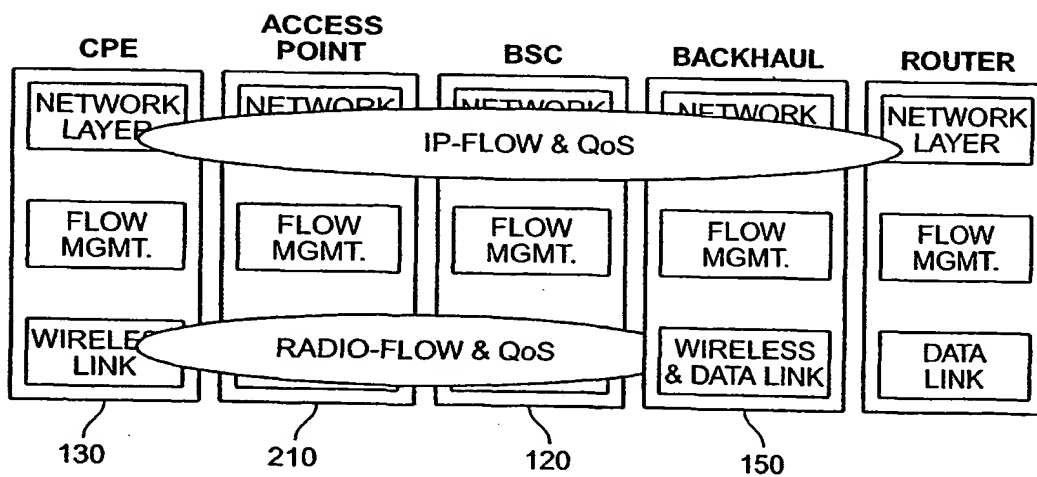 CPE
ACCESS
POINT
BSC
BACKHAUL
ROUTER
NETWORK
LAYER
NETWORK
NETWORK
NETWORK
NETWORK
LAYER
IP-FLOW & QoS
FLOW
MGMT.
FLOW
MGMT.
FLOW
MGMT.
FLOW
MGMT.
FLOW
MGMT.
WIRELESS
LINK
RADIO-FLOW & QoS
WIRELESS
& DATA LINK
DATA
LINK
130
210
120
150